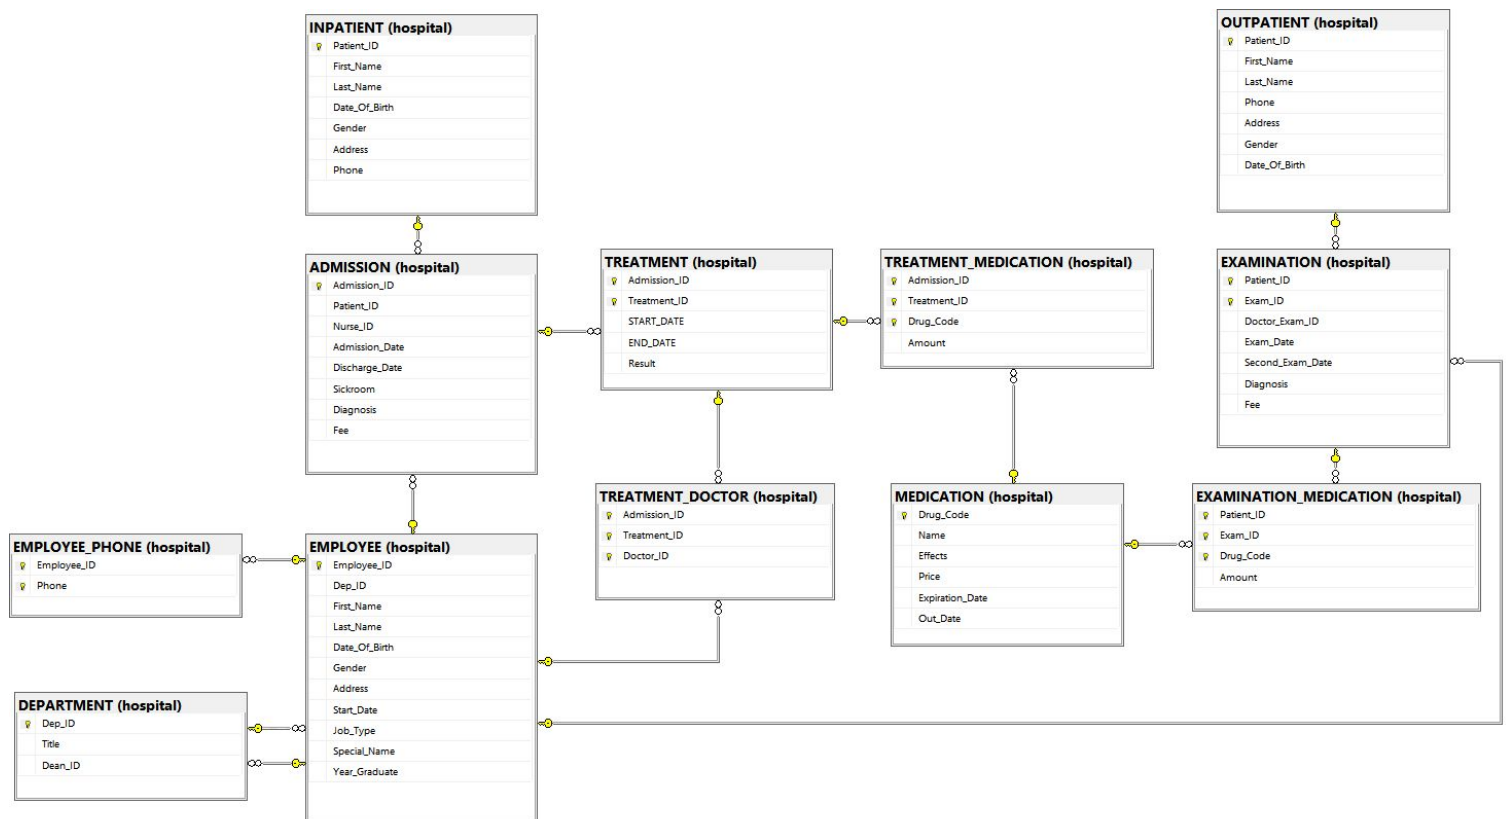 INPATIENT (hospital)
Patient_ID
First_Name
Last_Name
Date_Of_Birth
Gender
Address
Phone
OUTPATIENT (hospital)
Patient_ID
First_Name
Last_Name
Phone
Address
Gender
Date_Of_Birth
ADMISSION (hospital)
Admission_ID
Patient_ID
Nurse_ID
Admission_Date
Discharge_Date
Sickroom
Diagnosis
Fee
TREATMENT (hospital)
Admission_ID
Treatment_ID
START_DATE
END_DATE
Result
TREATMENT_MEDICATION (hospital)
Admission_ID
Treatment_ID
Drug_Code
Amount
EXAMINATION (hospital)
Patient_ID
Exam_ID
Doctor_Exam_ID
Exam_Date
Second_Exam_Date
Diagnosis
Fee
TREATMENT_DOCTOR (hospital)
Admission_ID
Treatment_ID
Doctor_ID
MEDICATION (hospital)
Drug_Code
Name
Effects
Price
Expiration_Date
Out_Date
EXAMINATION_MEDICATION (hospital)
Patient_ID
Exam_ID
Drug_Code
Amount
EMPLOYEE_PHONE (hospital)
Employee_ID
Phone
EMPLOYEE (hospital)
Employee_ID
Dep_ID
First_Name
Last_Name
Date_Of_Birth
Gender
Address
Start_Date
Job_Type
Special_Name
Year_Graduate
DEPARTMENT (hospital)
Dep_ID
Title
Dean_ID